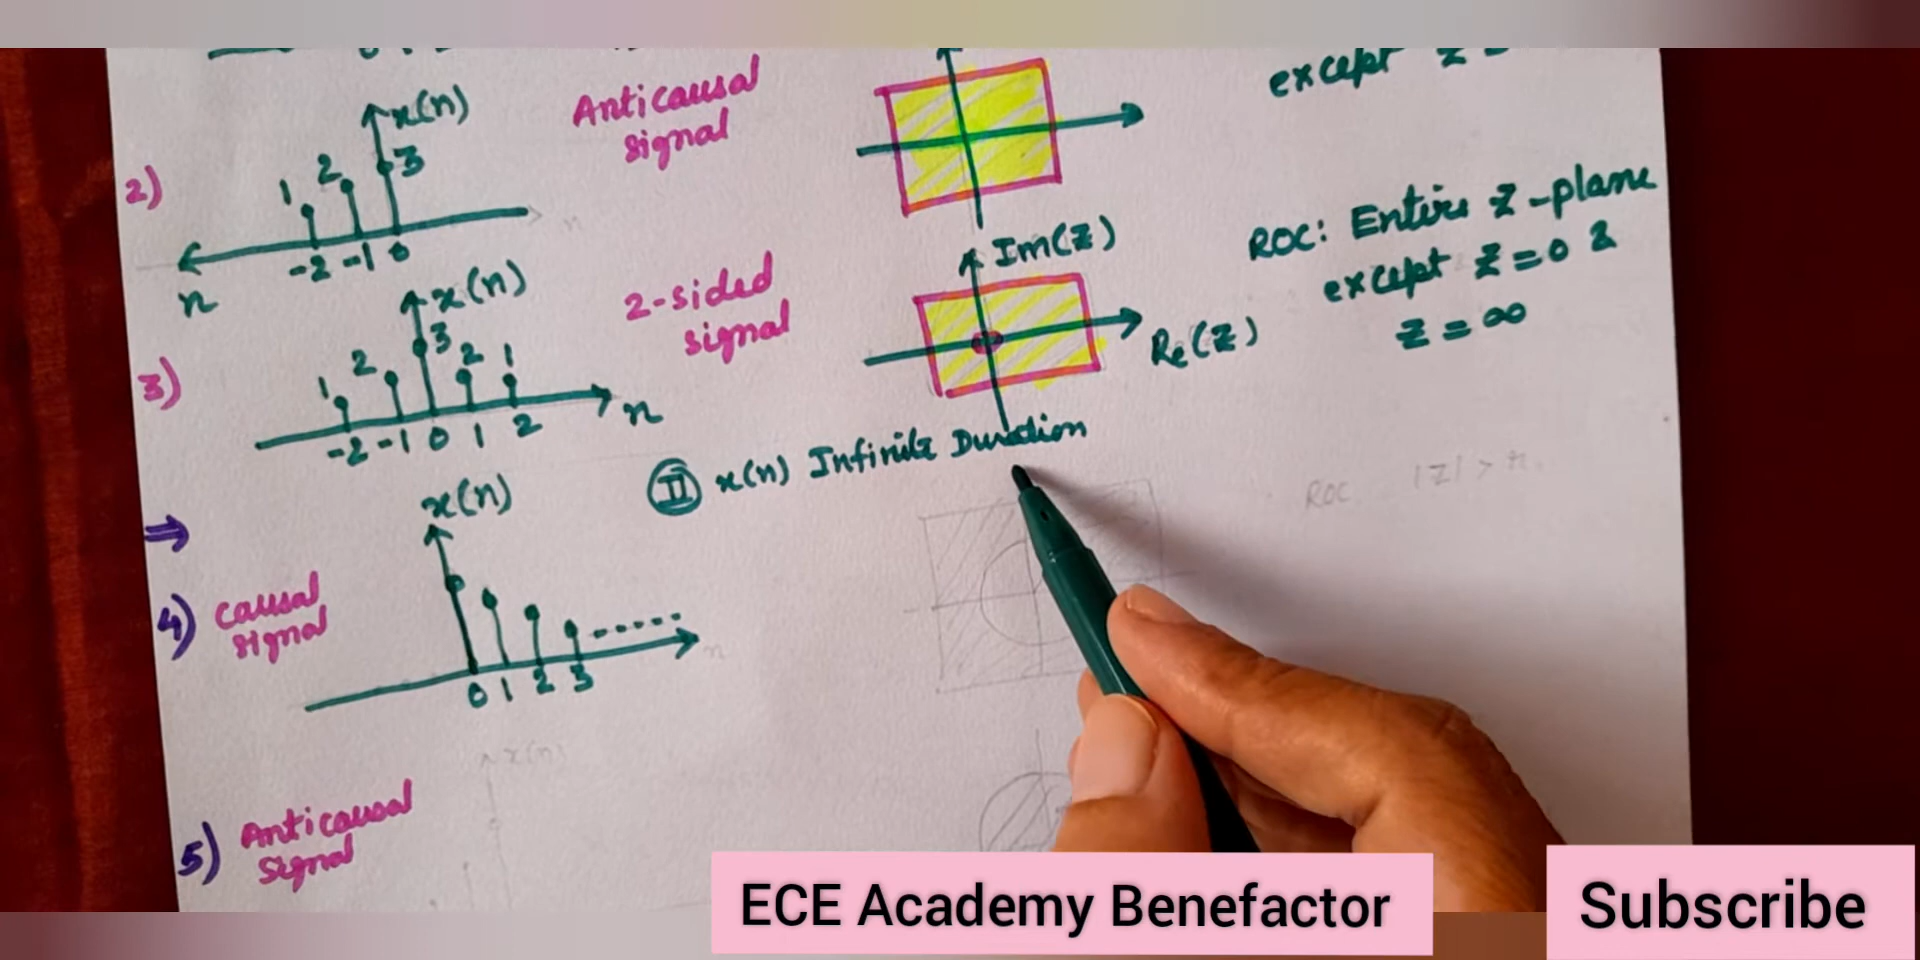 except z =
2)
x(n)
1 2 3
-2 -1 0
n
Anticausal
signal
3)
x(n)
1 2 3 2 1
-2 -1 0 1 2
n
2-sided
signal
Im(z)
Re(z)
ROC: Entire z-plane
except z = 0 &
z = ∞
II x(n) Infinite Duration
⇒
4) causal
signal
x(n)
0 1 2 3
n
ROC |z| > r
x(n)
5) Anticausal
signal
ECE Academy Benefactor
Subscribe